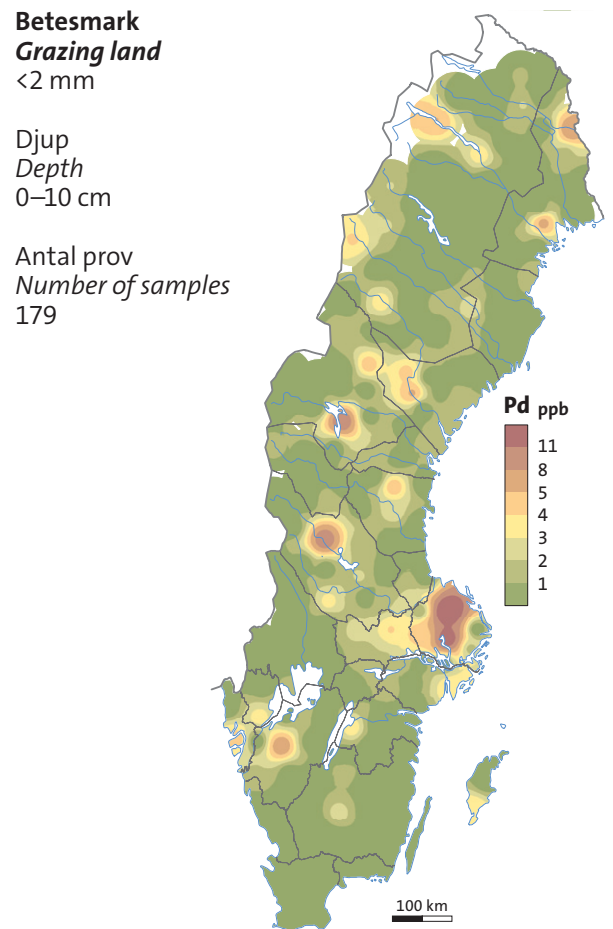 Betesmark
Grazing land
<2 mm
Djup
Depth
0–10 cm
Antal prov
Number of samples
179
Pd ppb
11
8
5
4
3
2
1
100 km